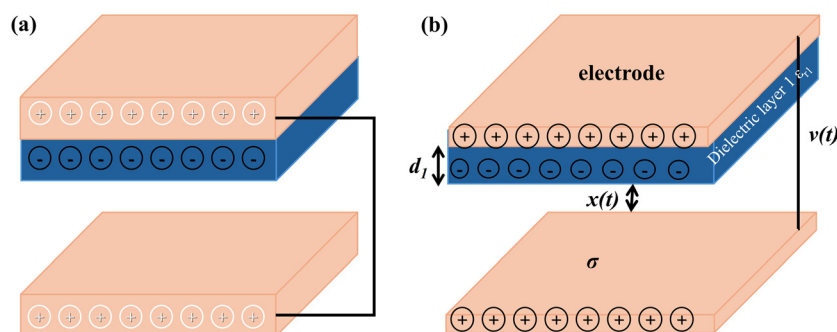 (a)
+ + + + + + + +
- - - - - - - -
+ + + + + + + +
(b)
electrode
+ + + + + + + +
Dielectric layer 1 εr1
d1
- - - - - - - -
v(t)
x(t)
σ
+ + + + + + + +